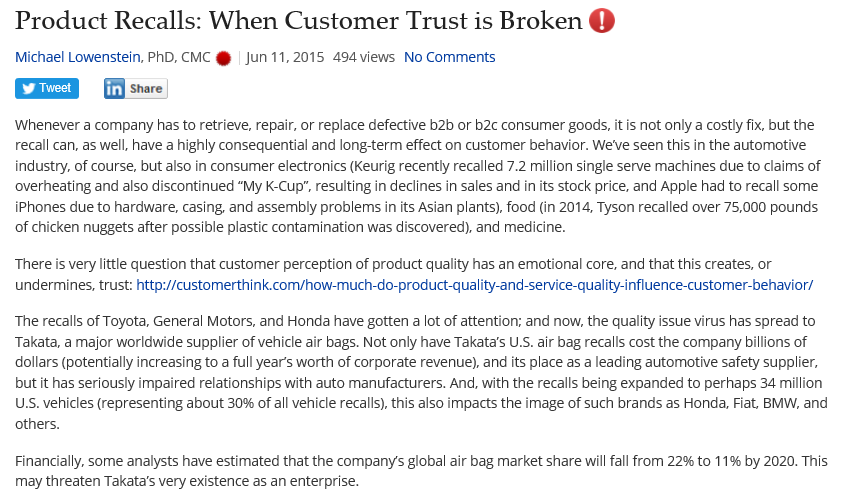 Product Recalls: When Customer Trust is Broken
Michael Lowenstein, PhD, CMC | Jun 11, 2015 494 views No Comments
Tweet Share
Whenever a company has to retrieve, repair, or replace defective b2b or b2c consumer goods, it is not only a costly fix, but the
recall can, as well, have a highly consequential and long-term effect on customer behavior. We've seen this in the automotive
industry, of course, but also in consumer electronics (Keurig recently recalled 7.2 million single serve machines due to claims of
overheating and also discontinued “My K-Cup”, resulting in declines in sales and in its stock price, and Apple had to recall some
iPhones due to hardware, casing, and assembly problems in its Asian plants), food (in 2014, Tyson recalled over 75,000 pounds
of chicken nuggets after possible plastic contamination was discovered), and medicine.
There is very little question that customer perception of product quality has an emotional core, and that this creates, or
undermines, trust: http://customerthink.com/how-much-do-product-quality-and-service-quality-influence-customer-behavior/
The recalls of Toyota, General Motors, and Honda have gotten a lot of attention; and now, the quality issue virus has spread to
Takata, a major worldwide supplier of vehicle air bags. Not only have Takata's U.S. air bag recalls cost the company billions of
dollars (potentially increasing to a full year's worth of corporate revenue), and its place as a leading automotive safety supplier,
but it has seriously impaired relationships with auto manufacturers. And, with the recalls being expanded to perhaps 34 million
U.S. vehicles (representing about 30% of all vehicle recalls), this also impacts the image of such brands as Honda, Fiat, BMW, and
others.
Financially, some analysts have estimated that the company's global air bag market share will fall from 22% to 11% by 2020. This
may threaten Takata's very existence as an enterprise.